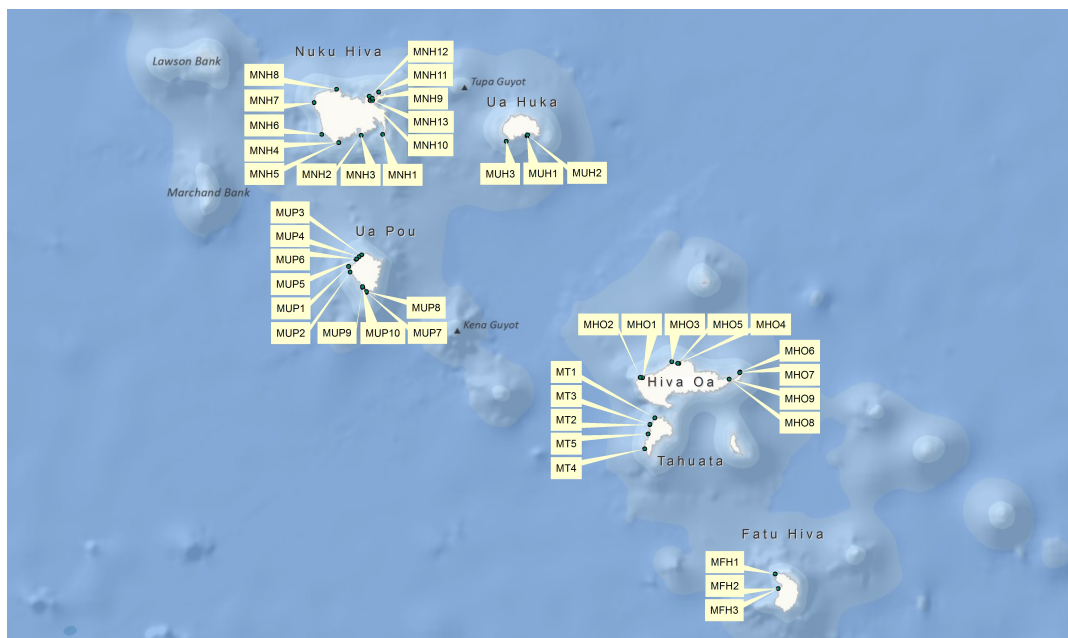 Nuku Hiva
MNH12
Lawson Bank
MNH8
MNH11
Tupa Guyot
MNH7
MNH9
Ua Huka
MNH6
MNH13
MNH4
MNH10
MNH5
MNH2
MNH3
MNH1
MUH3
MUH1
MUH2
Marchand Bank
MUP3
Ua Pou
MUP4
MUP6
MUP5
MUP1
MUP8
MUP2
MUP9
MUP10
MUP7
Kena Guyot
MHO2
MHO1
MHO3
MHO5
MHO4
MHO6
MT1
MHO7
Hiva Oa
MT3
MHO9
MT2
MHO8
MT5
MT4
Tahuata
Fatu Hiva
MFH1
MFH2
MFH3